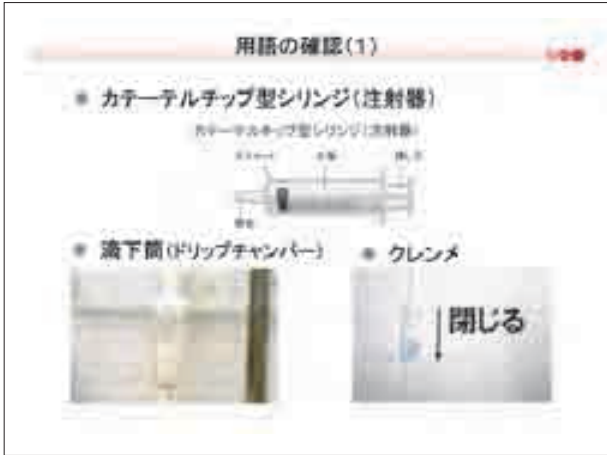 用語の確認(1)
● カテーテルチップ型シリンジ(注射器)
カテーテルチップ型シリンジ(注射器)
● 滴下筒(ドリップチャンバー)
● クレンメ
閉じる